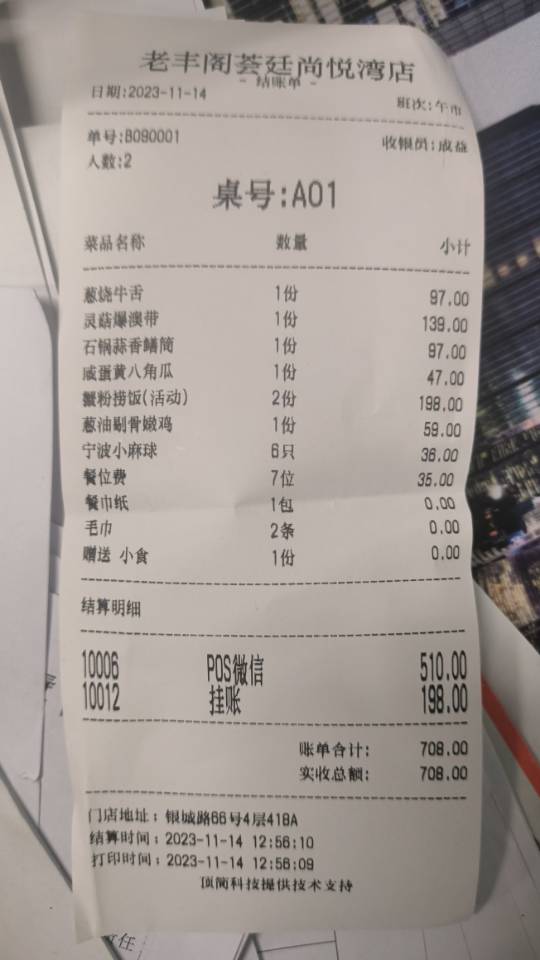 老丰阁荟廷尚悦湾店
- 结账单 -
日期:2023-11-14 班次:午市
单号:B090001 收银员:成益
人数:2
桌号:A01
菜品名称 数量 小计
葱烧牛舌 1份 97.00
灵菇爆澳带 1份 139.00
石锅蒜香鳝筒 1份 97.00
咸蛋黄八角瓜 1份 47.00
蟹粉捞饭(活动) 2份 198.00
葱油剔骨嫩鸡 1份 59.00
宁波小麻球 6只 36.00
餐位费 7位 35.00
餐巾纸 1包 0.00
毛巾 2条 0.00
赠送 小食 1份 0.00
结算明细
10006 POS微信 510.00
10012 挂账 198.00
账单合计: 708.00
实收总额: 708.00
门店地址: 银城路66号4层418A
结算时间: 2023-11-14 12:56:10
打印时间: 2023-11-14 12:56:09
顶简科技提供技术支持